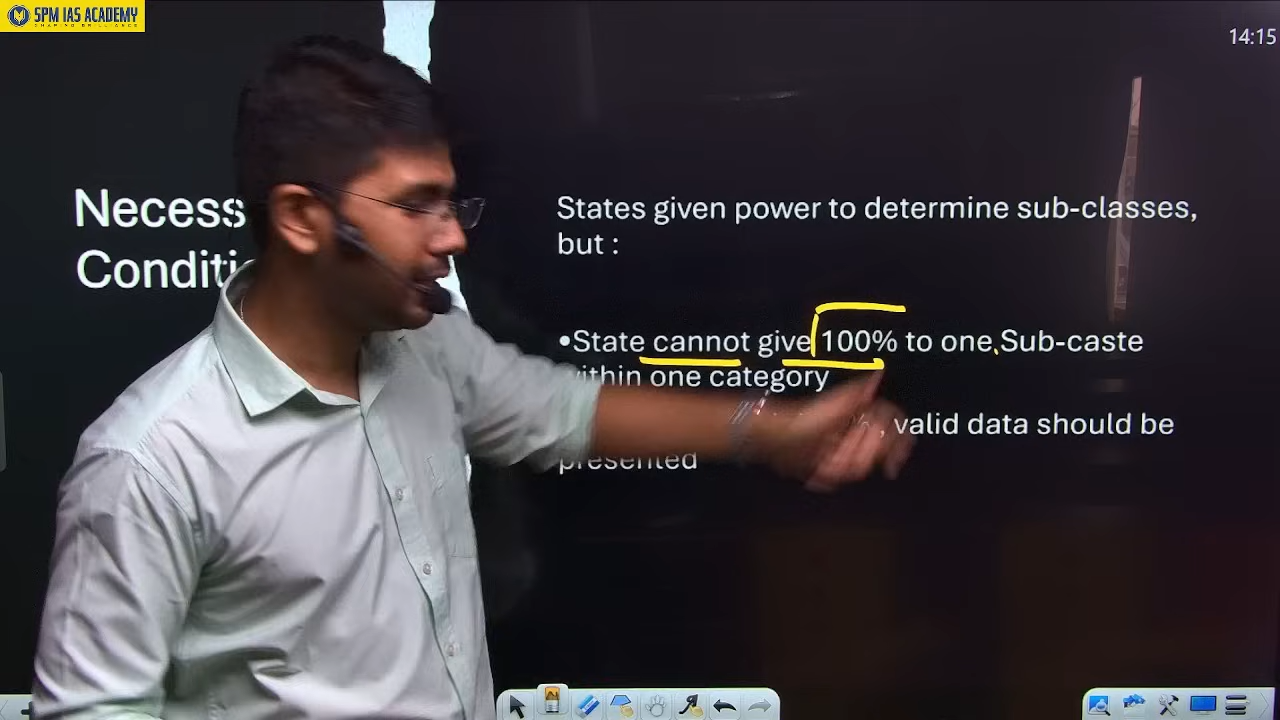 SPM IAS ACADEMY
14:15
Necess
Conditi
States given power to determine sub-classes,
but :
•State cannot give 100% to one Sub-caste
within one category
valid data should be
presented